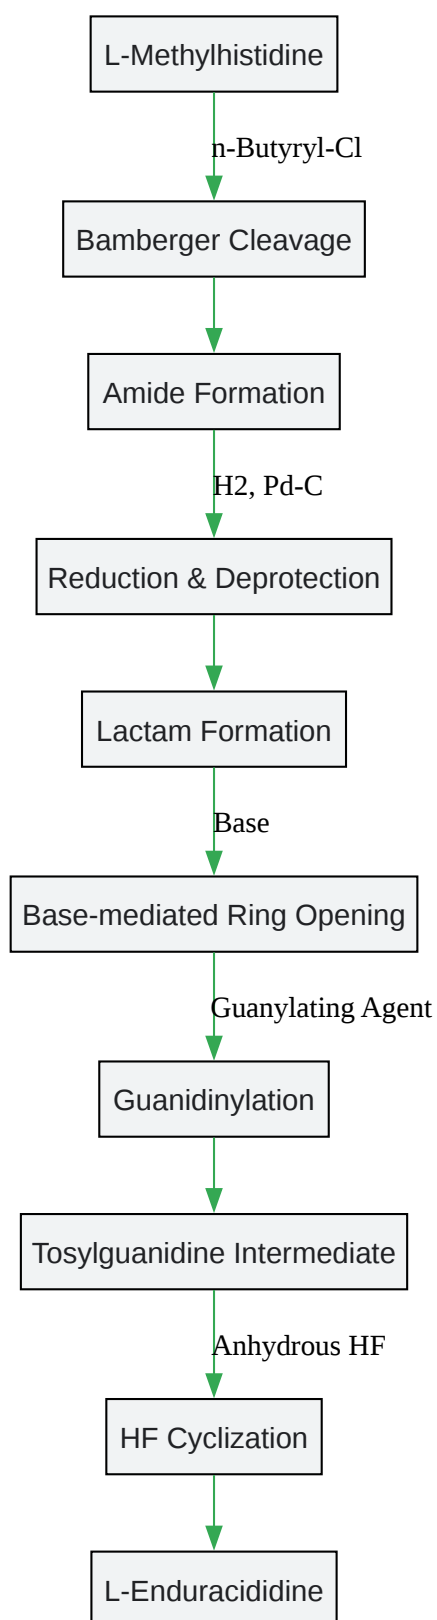 L-Methylhistidine
n-Butyryl-Cl
Bamberger Cleavage
Amide Formation
H2, Pd-C
Reduction & Deprotection
Lactam Formation
Base
Base-mediated Ring Opening
Guanylating Agent
Guanidinylation
Tosylguanidine Intermediate
Anhydrous HF
HF Cyclization
L-Enduracididine